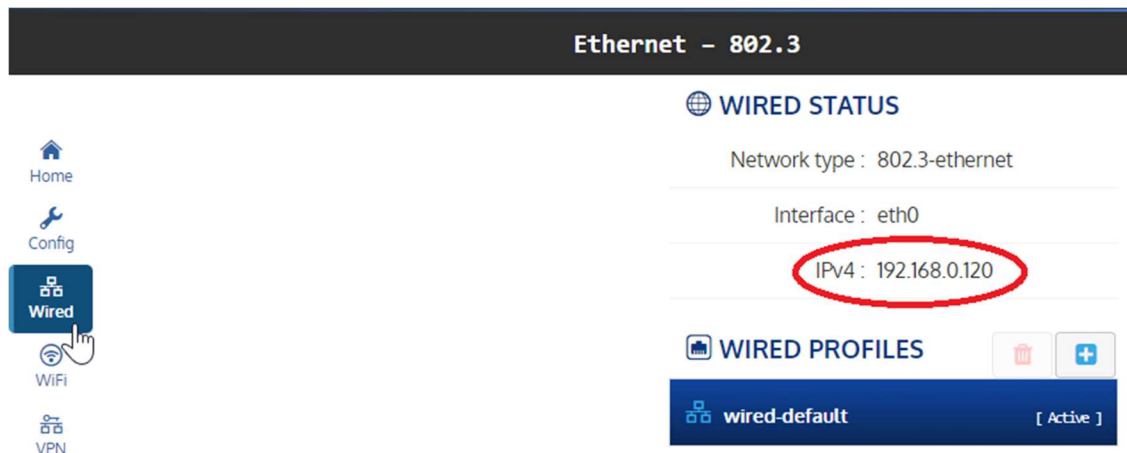 Ethernet – 802.3
Home
Config
Wired
WiFi
VPN
WIRED STATUS
Network type : 802.3-ethernet
Interface : eth0
IPv4 : 192.168.0.120
WIRED PROFILES
wired-default [ Active ]